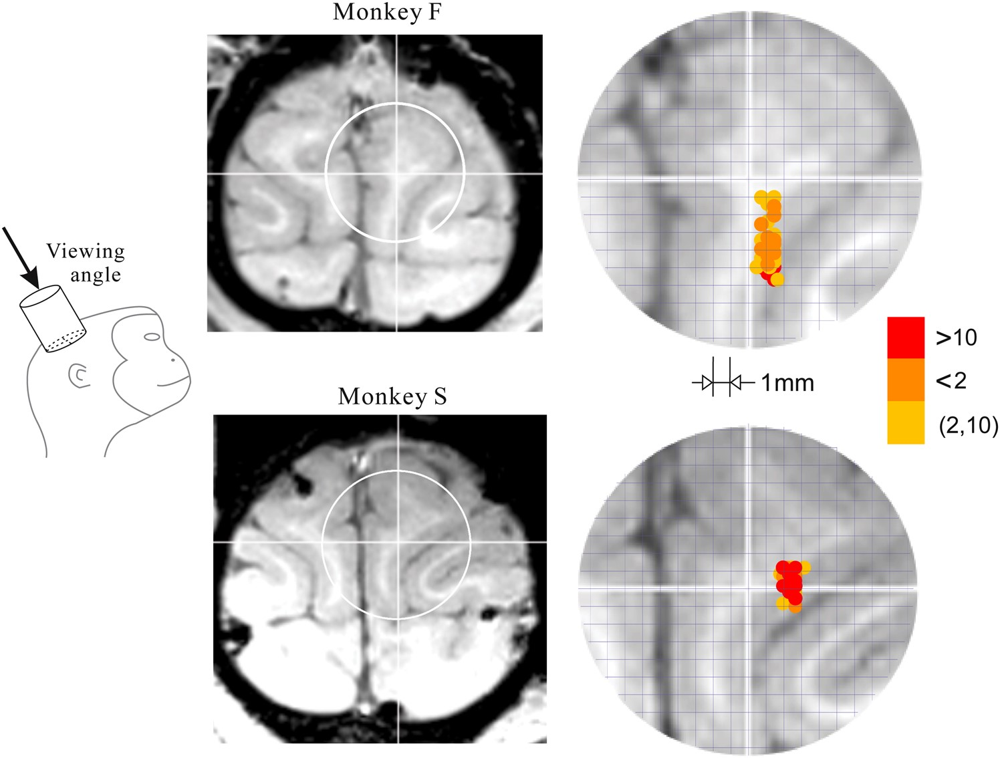 Monkey F
Viewing
angle
>10
<2
(2,10)
1mm
Monkey S